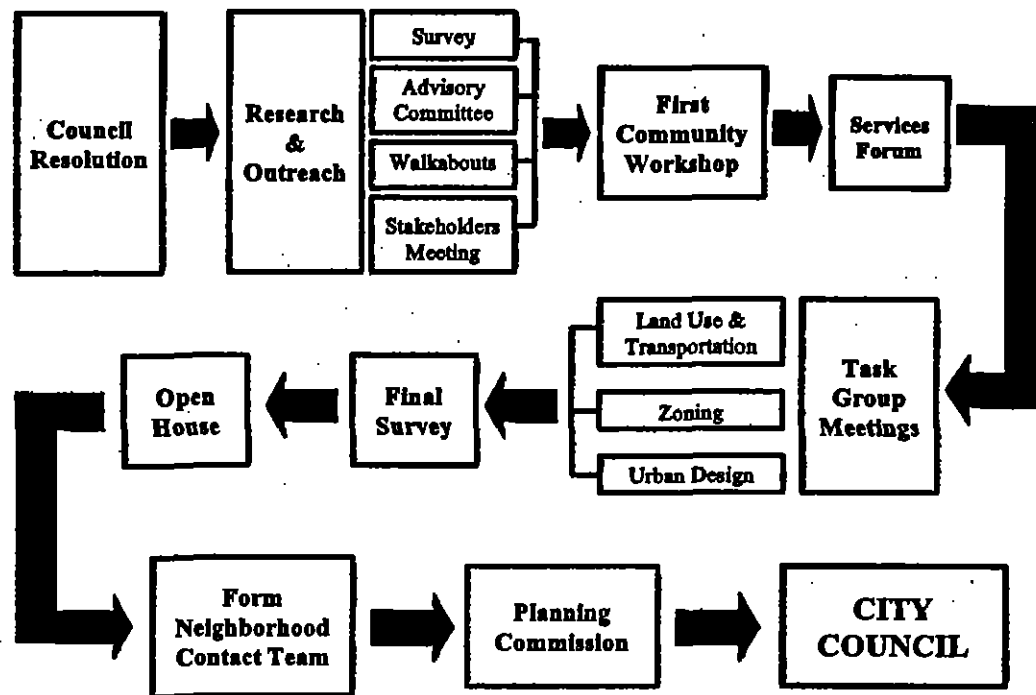 Council
Resolution
Research
&
Outreach
Survey
Advisory
Committee
Walkabouts
Stakeholders
Meeting
First
Community
Workshop
Services
Forum
Task
Group
Meetings
Land Use &
Transportation
Zoning
Urban Design
Final
Survey
Open
House
Form
Neighborhood
Contact Team
Planning
Commission
CITY
COUNCIL